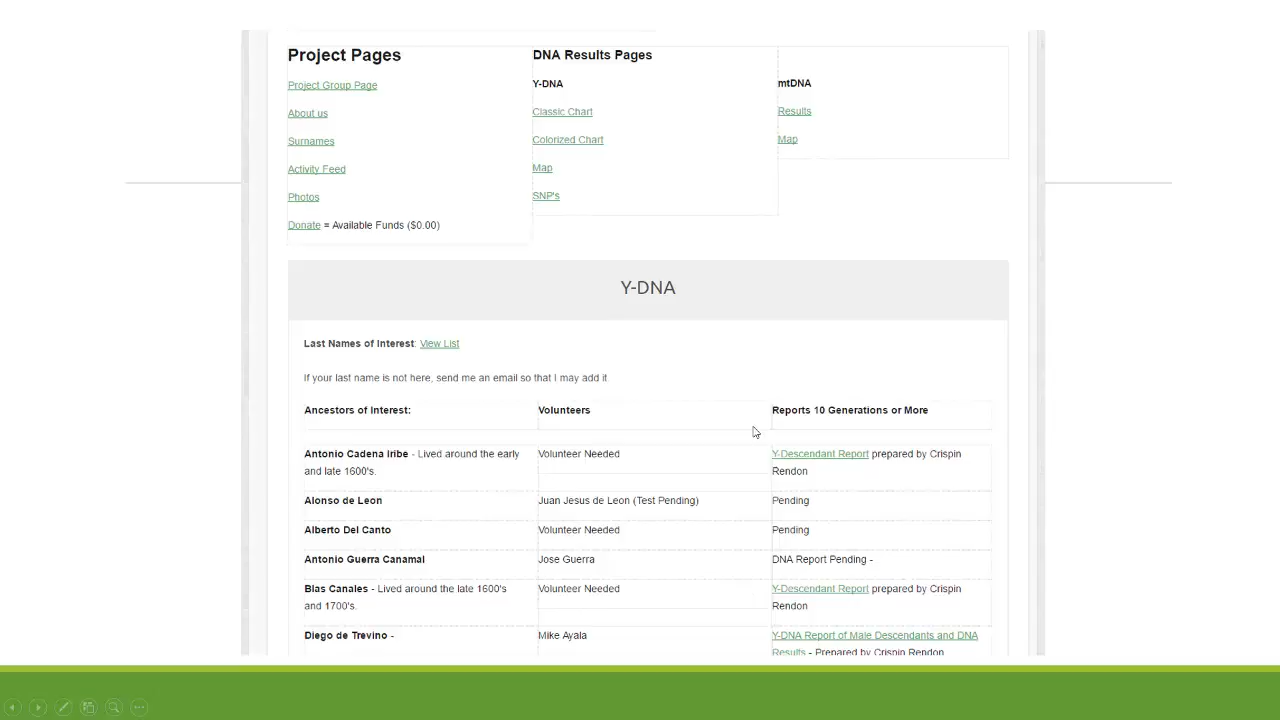 Project Pages
Project Group Page
About us
Surnames
Activity Feed
Photos
Donate = Available Funds ($0.00)
DNA Results Pages
Y-DNA
Classic Chart
Colorized Chart
Map
SNP's
mtDNA
Results
Map
Y-DNA
Last Names of Interest: View List
If your last name is not here, send me an email so that I may add it.
Ancestors of Interest: Volunteers Reports 10 Generations or More
Antonio Cadena Iribe - Lived around the early Volunteer Needed Y-Descendant Report prepared by Crispin
and late 1600's. Rendon
Alonso de Leon Juan Jesus de Leon (Test Pending) Pending
Alberto Del Canto Volunteer Needed Pending
Antonio Guerra Canamal Jose Guerra DNA Report Pending -
Blas Canales - Lived around the late 1600's Volunteer Needed Y-Descendant Report prepared by Crispin
and 1700's. Rendon
Diego de Trevino - Mike Ayala Y-DNA Report of Male Descendants and DNA
Results - Prepared by Crispin Rendon